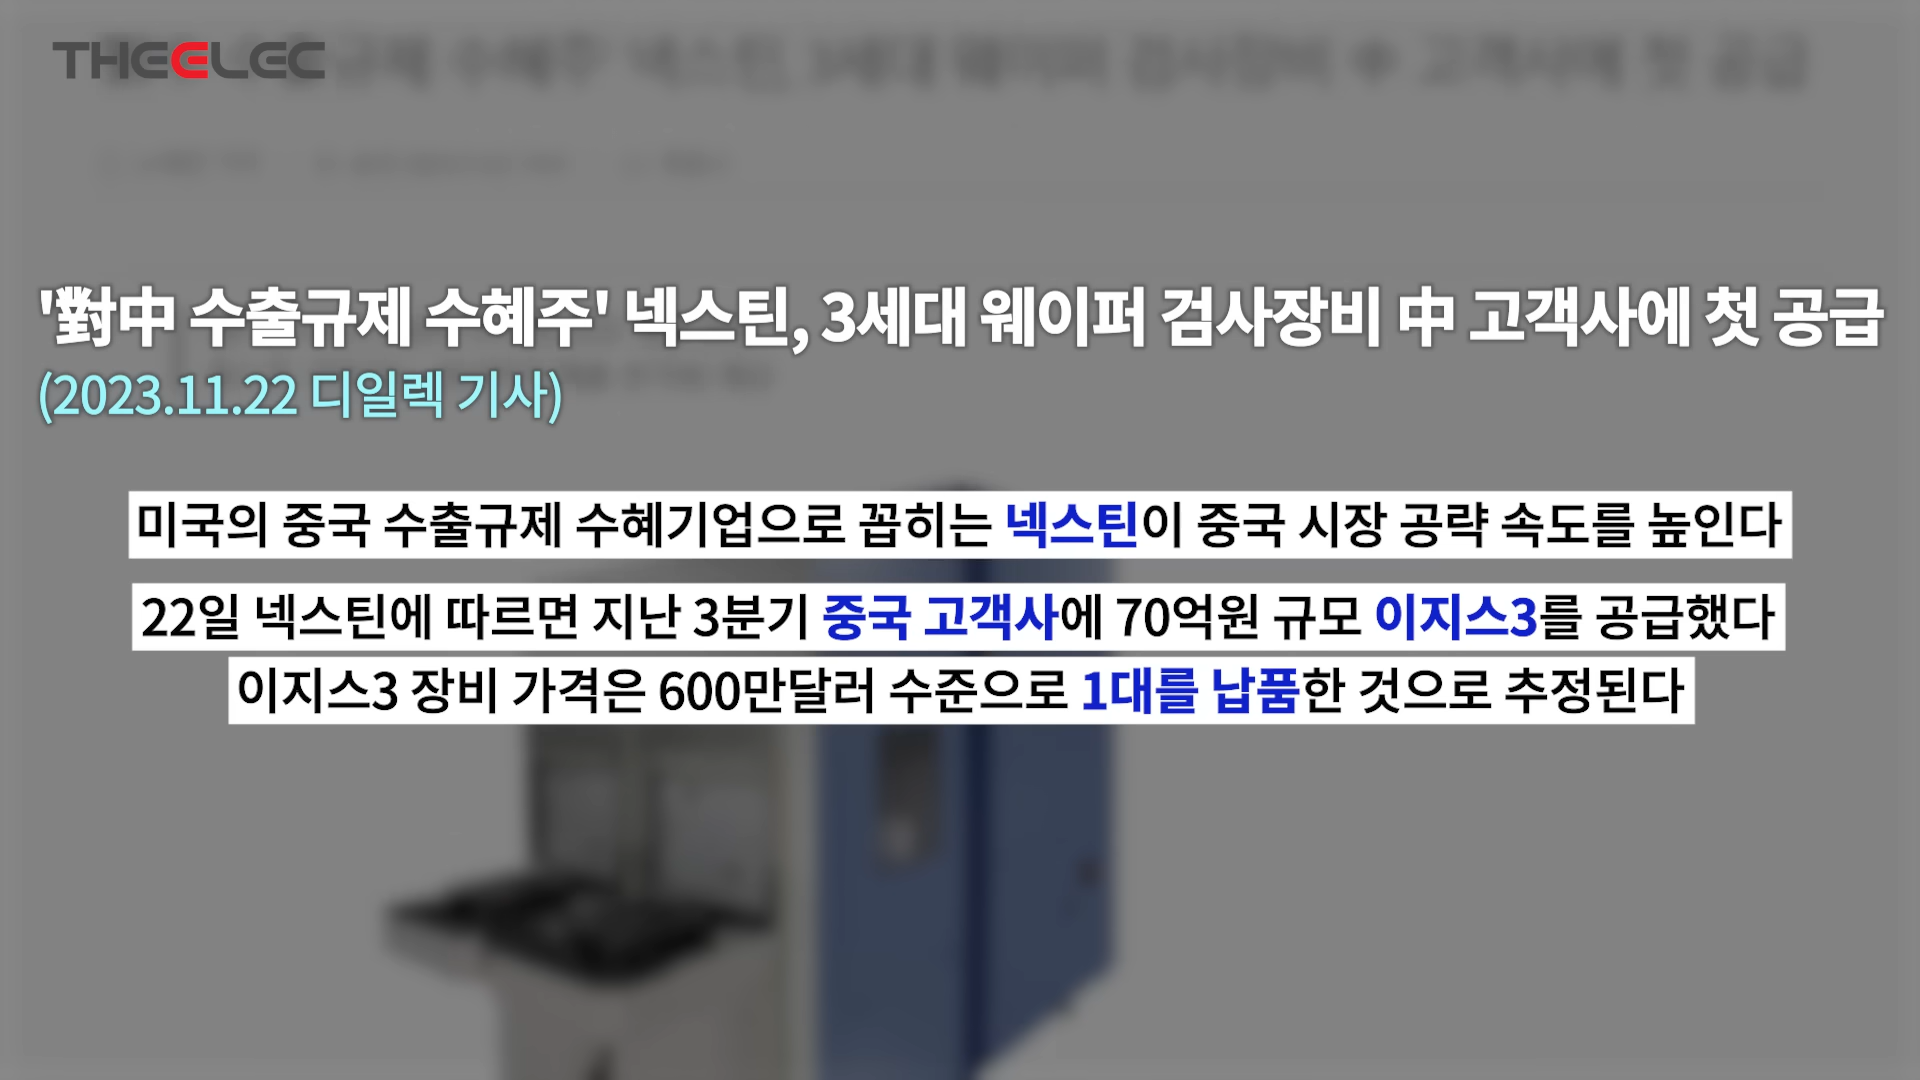 THEELEC
'對中 수출규제 수혜주' 넥스틴, 3세대 웨이퍼 검사장비 中 고객사에 첫 공급
(2023.11.22 디일렉 기사)
미국의 중국 수출규제 수혜기업으로 꼽히는 넥스틴이 중국 시장 공략 속도를 높인다
22일 넥스틴에 따르면 지난 3분기 중국 고객사에 70억원 규모 이지스3를 공급했다
이지스3 장비 가격은 600만달러 수준으로 1대를 납품한 것으로 추정된다